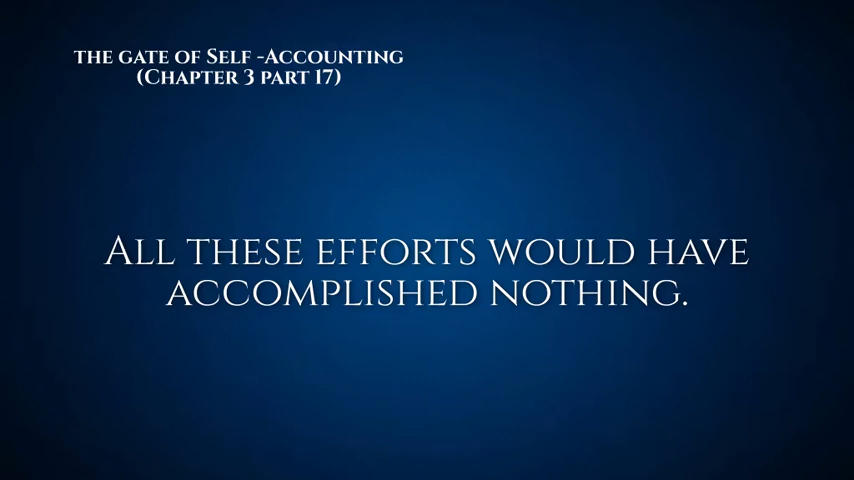 THE GATE OF SELF -ACCOUNTING
(CHAPTER 3 PART 17)
ALL THESE EFFORTS WOULD HAVE
ACCOMPLISHED NOTHING.